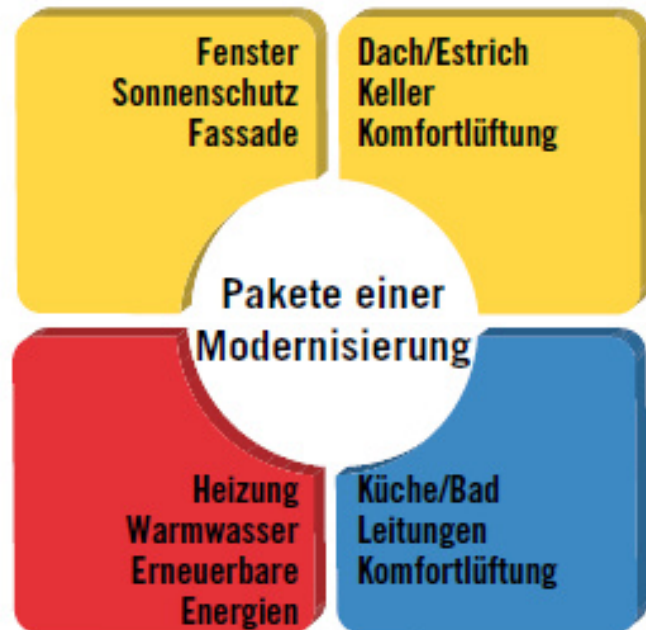 Fenster
Sonnenschutz
Fassade
Dach/Estrich
Keller
Komfortlüftung
Pakete einer
Modernisierung
Heizung
Warmwasser
Erneuerbare
Energien
Küche/Bad
Leitungen
Komfortlüftung